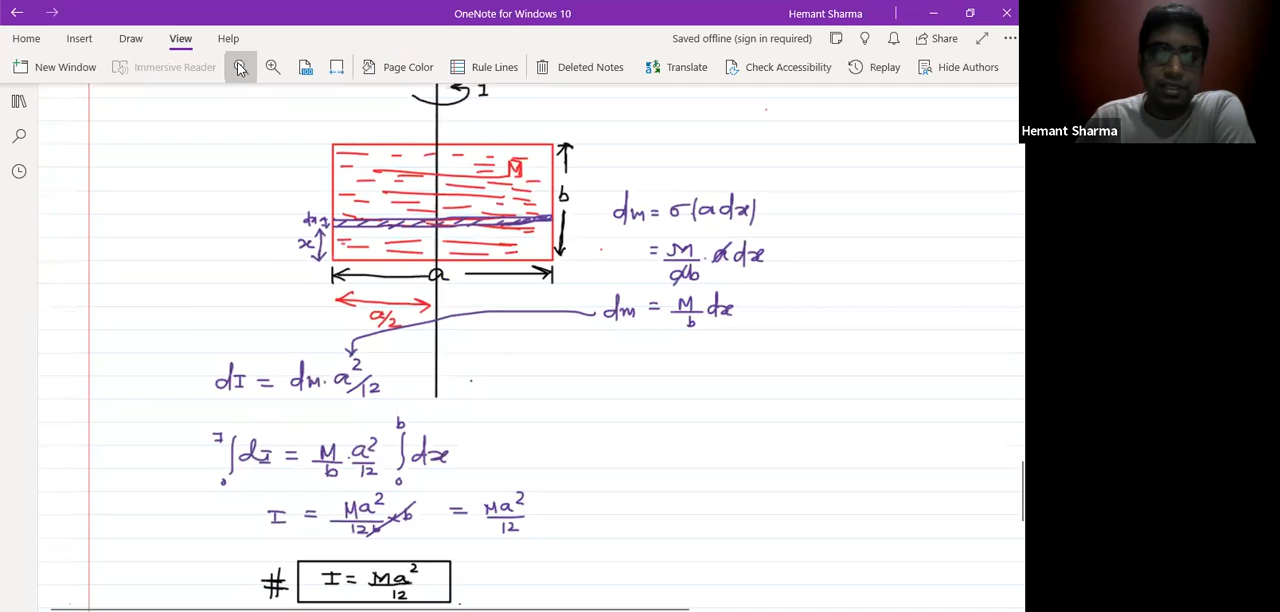 OneNote for Windows 10
Hemant Sharma
Home Insert Draw View Help
Saved offline (sign in required)
Share
New Window Immersive Reader
Page Color Rule Lines Deleted Notes Translate Check Accessibility Replay Hide Authors
Hemant Sharma
I
M
b
dx
x
a
a/2
dm = σ(a dx)
= M/ab · a dx
dm = M/b dx
dI = dm · a²/12
∫₀ᴵ dI = M/b · a²/12 ∫₀ᵇ dx
I = Ma²/12b × b = Ma²/12
# I = Ma²/12